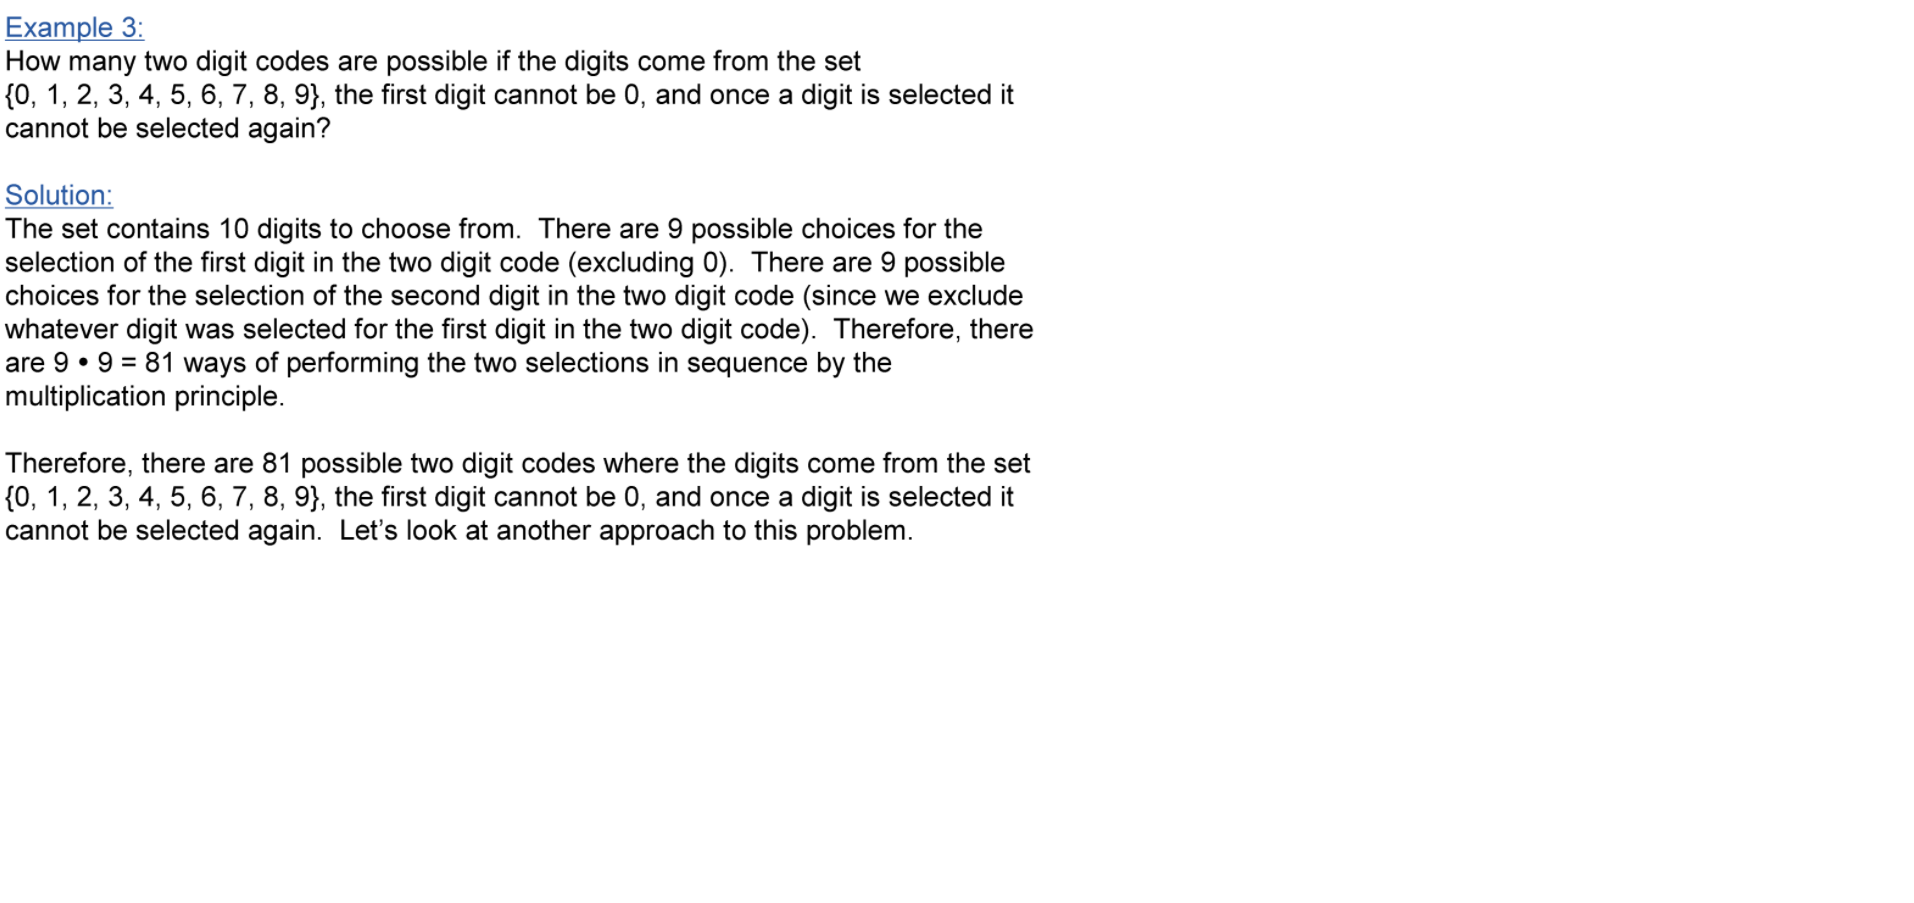 Example 3:
How many two digit codes are possible if the digits come from the set
{0, 1, 2, 3, 4, 5, 6, 7, 8, 9}, the first digit cannot be 0, and once a digit is selected it
cannot be selected again?
Solution:
The set contains 10 digits to choose from.  There are 9 possible choices for the
selection of the first digit in the two digit code (excluding 0).  There are 9 possible
choices for the selection of the second digit in the two digit code (since we exclude
whatever digit was selected for the first digit in the two digit code).  Therefore, there
are 9 • 9 = 81 ways of performing the two selections in sequence by the
multiplication principle.
Therefore, there are 81 possible two digit codes where the digits come from the set
{0, 1, 2, 3, 4, 5, 6, 7, 8, 9}, the first digit cannot be 0, and once a digit is selected it
cannot be selected again.  Let’s look at another approach to this problem.